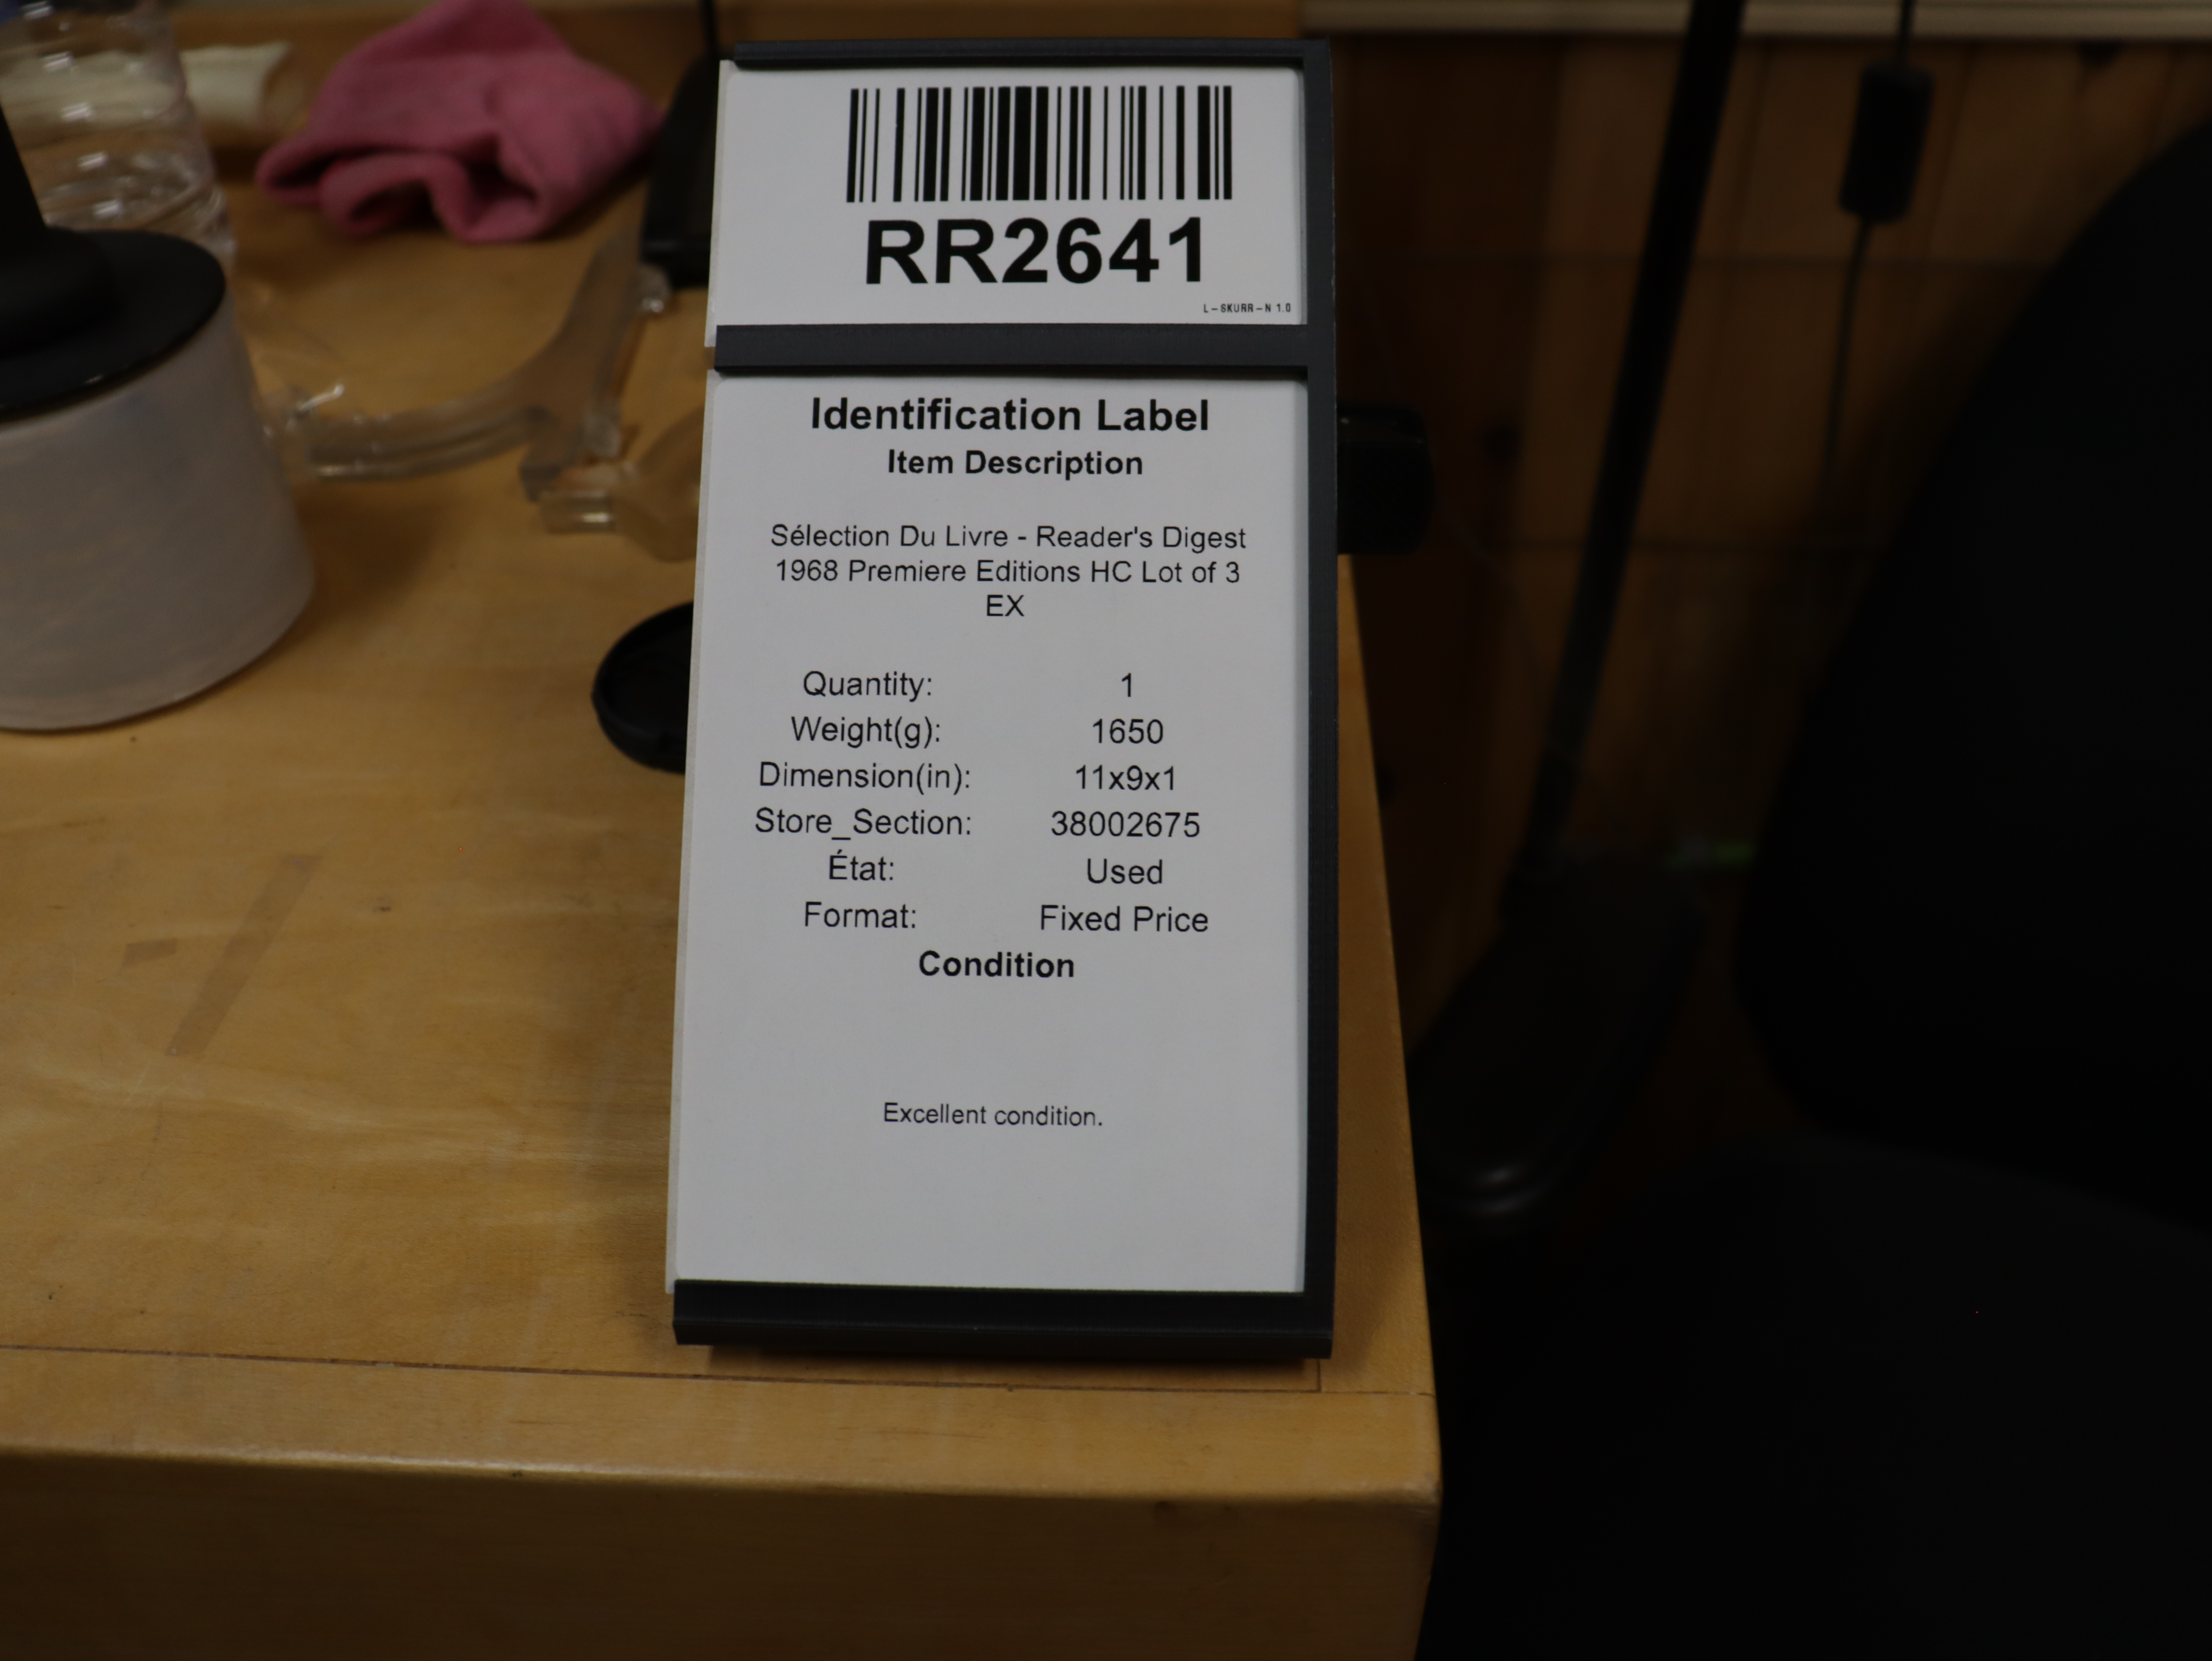 RR2641
L-SKURR-N 1.0
Identification Label
Item Description
Sélection Du Livre - Reader's Digest
1968 Premiere Editions HC Lot of 3
EX
Quantity: 1
Weight(g): 1650
Dimension(in): 11x9x1
Store_Section: 38002675
État: Used
Format: Fixed Price
Condition
Excellent condition.